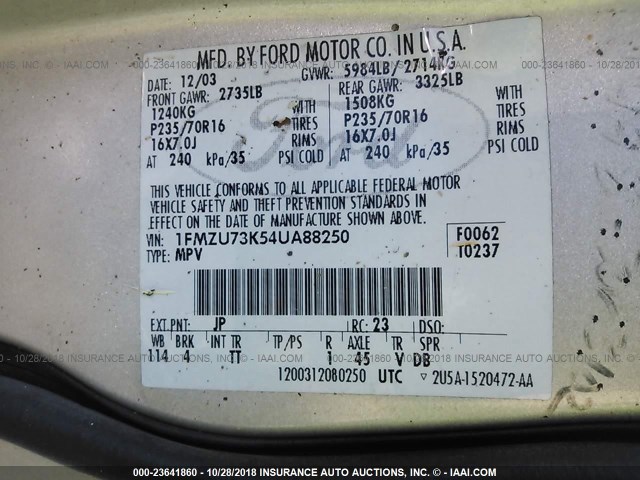 MFD. BY FORD MOTOR CO. IN U.S.A.
DATE: 12/03 GVWR: 5984LB/ 2714KG
FRONT GAWR: 2735LB REAR GAWR: 3325LB
1240KG WITH 1508KG WITH
P235/70R16 TIRES P235/70R16 TIRES
16X7.0J RIMS 16X7.0J RIMS
AT 240 kPa/35 PSI COLD AT 240 kPa/35 PSI COLD
Ford
THIS VEHICLE CONFORMS TO ALL APPLICABLE FEDERAL MOTOR
VEHICLE SAFETY AND THEFT PREVENTION STANDARDS IN
EFFECT ON THE DATE OF MANUFACTURE SHOWN ABOVE.
VIN: 1FMZU73K54UA88250 F0062
TYPE: MPV T0237
EXT PNT: JP RC: 23 DSO:
WB BRK INT TR TP/PS R AXLE TR SPR
114 4 TT 1 45 V DB
1200312080250 UTC ▽ 2U5A-1520472-AA
000-23641860 - 10/28/2018 INSURANCE AUTO AUCTIONS, INC. - IAAI.COM